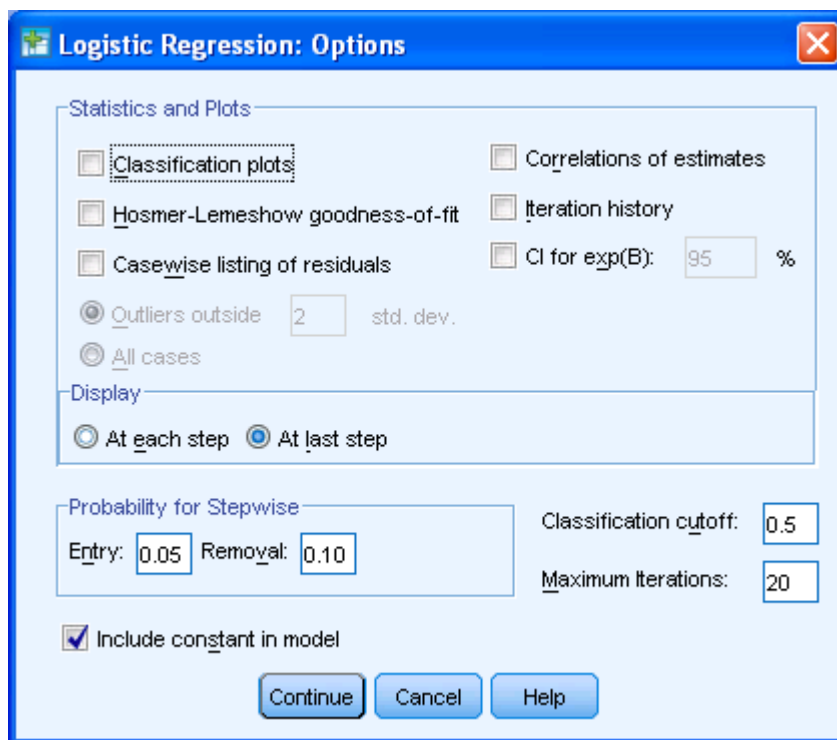 Logistic Regression: Options
Statistics and Plots
Classification plots
Correlations of estimates
Hosmer-Lemeshow goodness-of-fit
Iteration history
Casewise listing of residuals
CI for exp(B): 95 %
Outliers outside 2 std. dev.
All cases
Display
At each step At last step
Probability for Stepwise
Entry: 0.05 Removal: 0.10
Classification cutoff: 0.5
Maximum Iterations: 20
Include constant in model
Continue Cancel Help